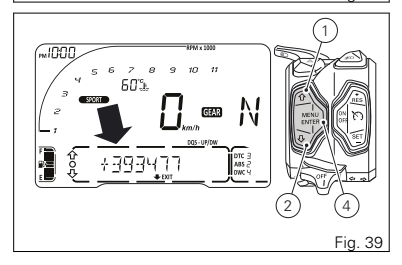 1
PM 1000
RPM x 1000
1 2 3 4 5 6 7 8 9 10 11
60°c
SPORT
0
km/h
GEAR
N
DQS - UP/DW
F
E
+393477
EXIT
DTC 3
ABS 2
DWC 4
MENU
ENTER
RES
ON
OFF
SET
OFF
2
4
Fig. 39